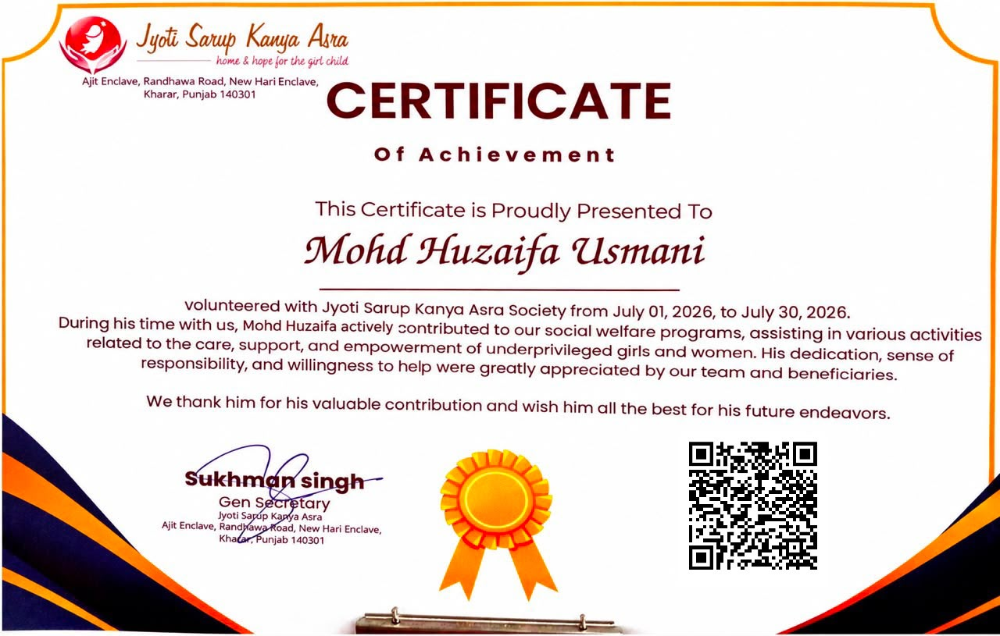 Jyoti Sarup Kanya Asra
home & hope for the girl child
Ajit Enclave, Randhawa Road, New Hari Enclave,
Kharar, Punjab 140301
CERTIFICATE
Of Achievement
This Certificate is Proudly Presented To
Mohd Huzaifa Usmani
volunteered with Jyoti Sarup Kanya Asra Society from July 01, 2026, to July 30, 2026.
During his time with us, Mohd Huzaifa actively contributed to our social welfare programs, assisting in various activities
related to the care, support, and empowerment of underprivileged girls and women. His dedication, sense of
responsibility, and willingness to help were greatly appreciated by our team and beneficiaries.
We thank him for his valuable contribution and wish him all the best for his future endeavors.
Sukhman singh
Gen Secretary
Jyoti Sarup Kanya Asra
Ajit Enclave, Randhawa Road, New Hari Enclave,
Kharar, Punjab 140301